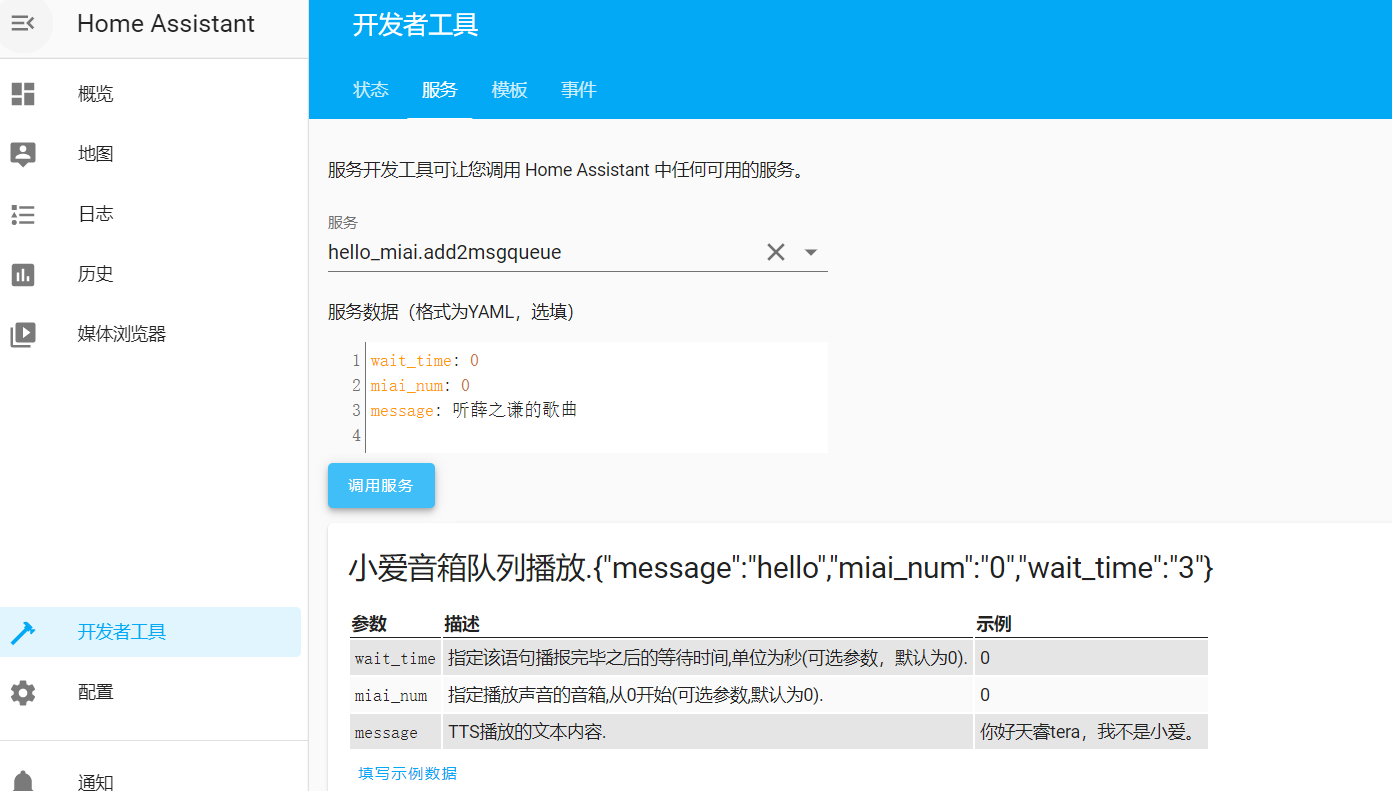 Home Assistant
概览
地图
日志
历史
媒体浏览器
开发者工具
配置
通知
开发者工具
状态 服务 模板 事件
服务开发工具可让您调用 Home Assistant 中任何可用的服务。
服务
hello_miai.add2msgqueue
服务数据（格式为YAML，选填）
1 wait_time: 0
2 miai_num: 0
3 message: 听薛之谦的歌曲
4
调用服务
小爱音箱队列播放.{"message":"hello","miai_num":"0","wait_time":"3"}
参数 描述 示例
wait_time 指定该语句播报完毕之后的等待时间,单位为秒(可选参数，默认为0). 0
miai_num 指定播放声音的音箱,从0开始(可选参数,默认为0). 0
message TTS播放的文本内容. 你好天睿tera，我不是小爱。
填写示例数据